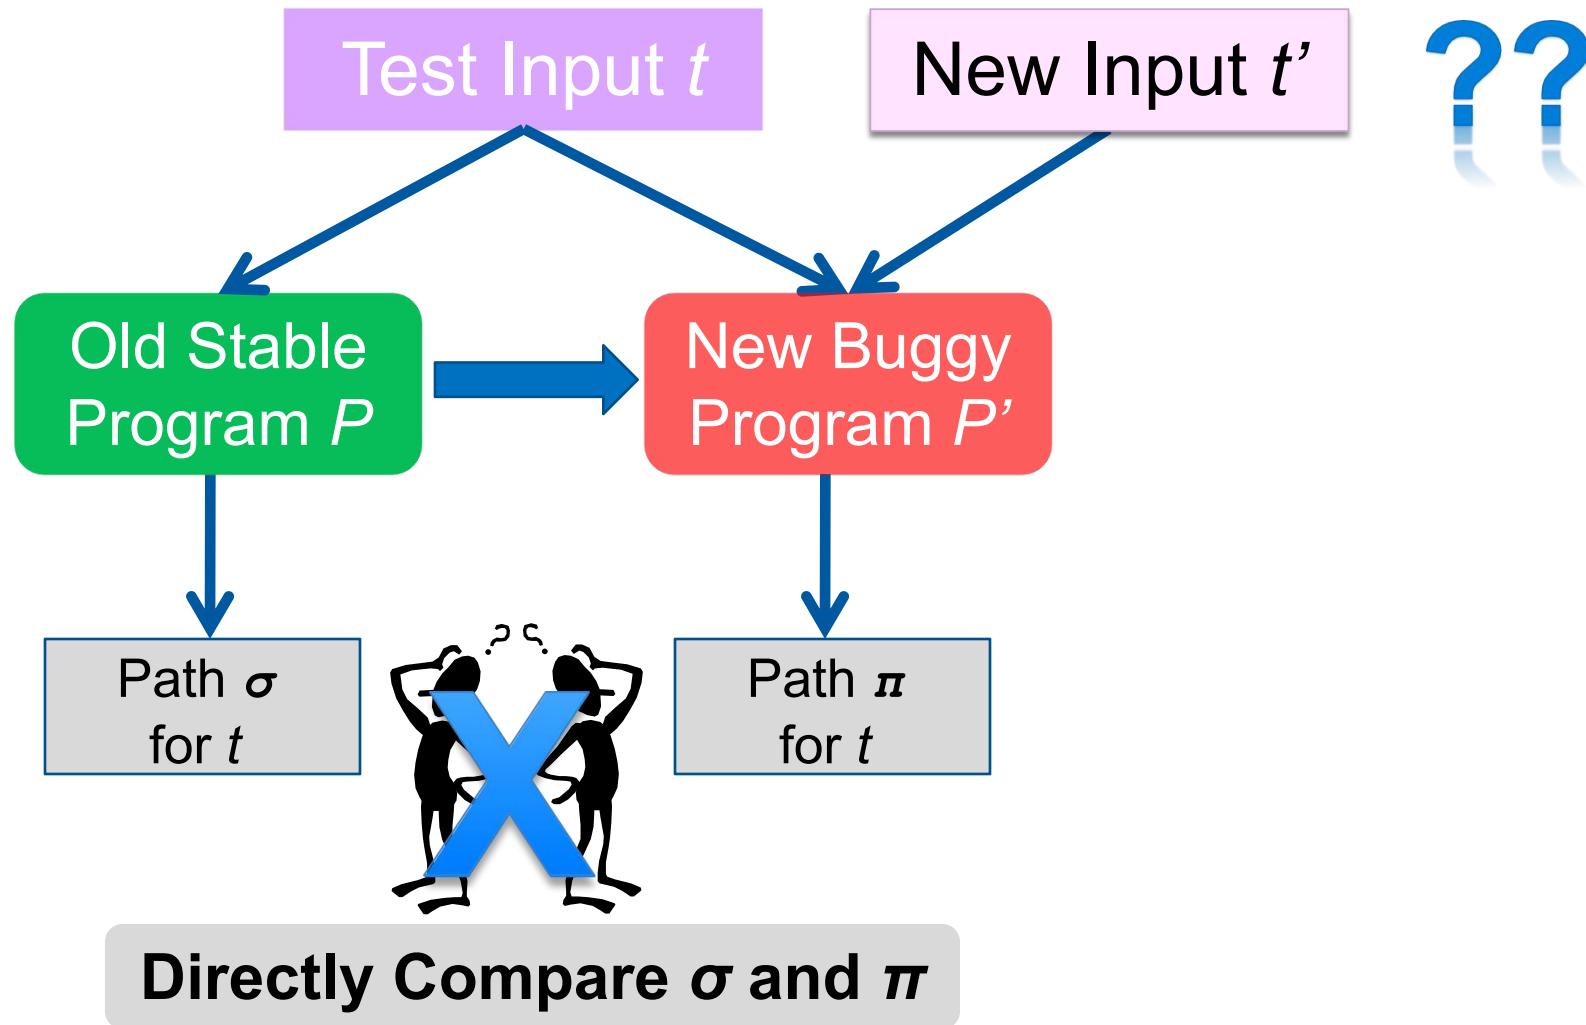 Test Input t
New Input t’
??
Old Stable
Program P
New Buggy
Program P’
Path σ
for t
? ?
X
Path π
for t
Directly Compare σ and π